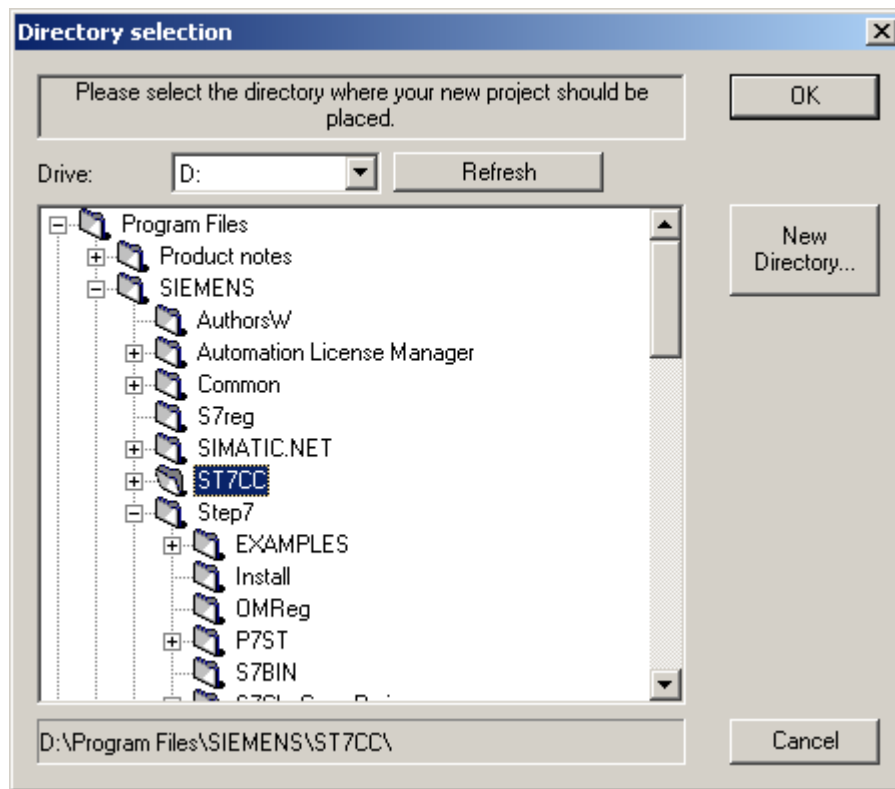 Directory selection
Please select the directory where your new project should be
placed.
OK
Drive:
D:
Refresh
Program Files
New
Directory...
Product notes
SIEMENS
AuthorsW
Automation License Manager
Common
S7reg
SIMATIC.NET
ST7CC
Step7
EXAMPLES
Install
OMReg
P7ST
S7BIN
D:\Program Files\SIEMENS\ST7CC\
Cancel